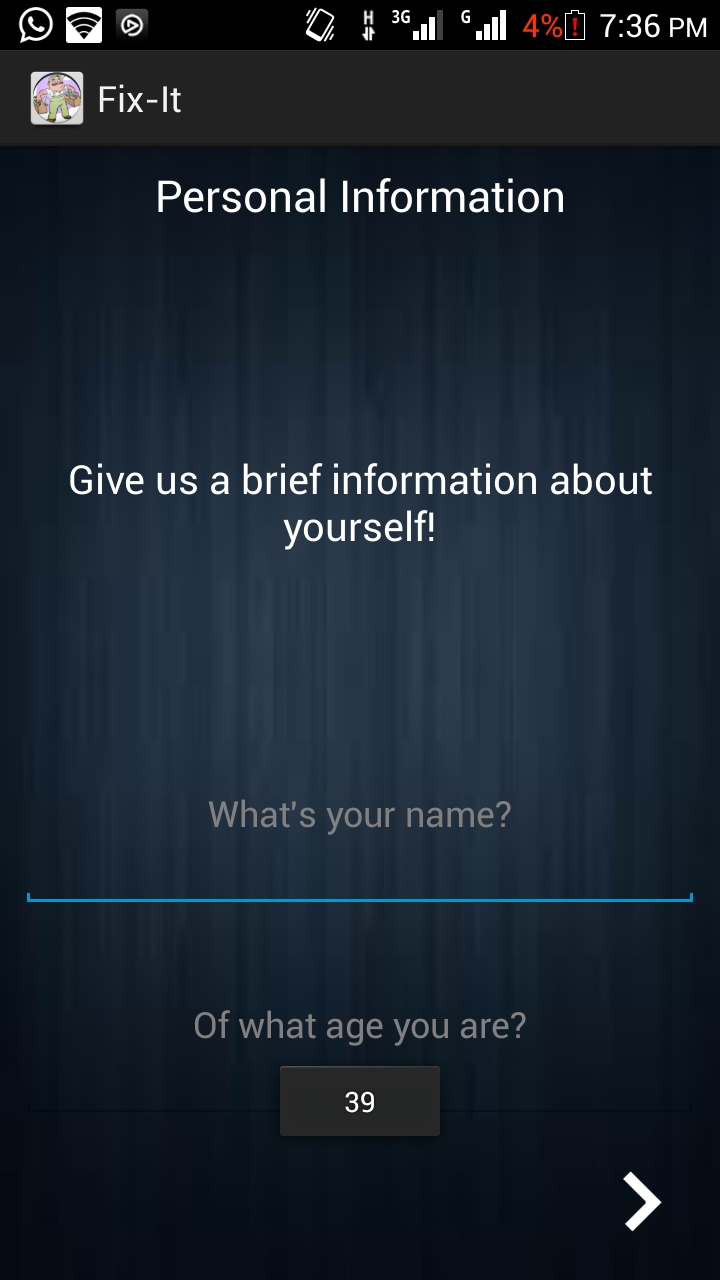 H 3G G 4% 7:36 PM
Fix-It
Personal Information
Give us a brief information about
yourself!
What's your name?
Of what age you are?
39